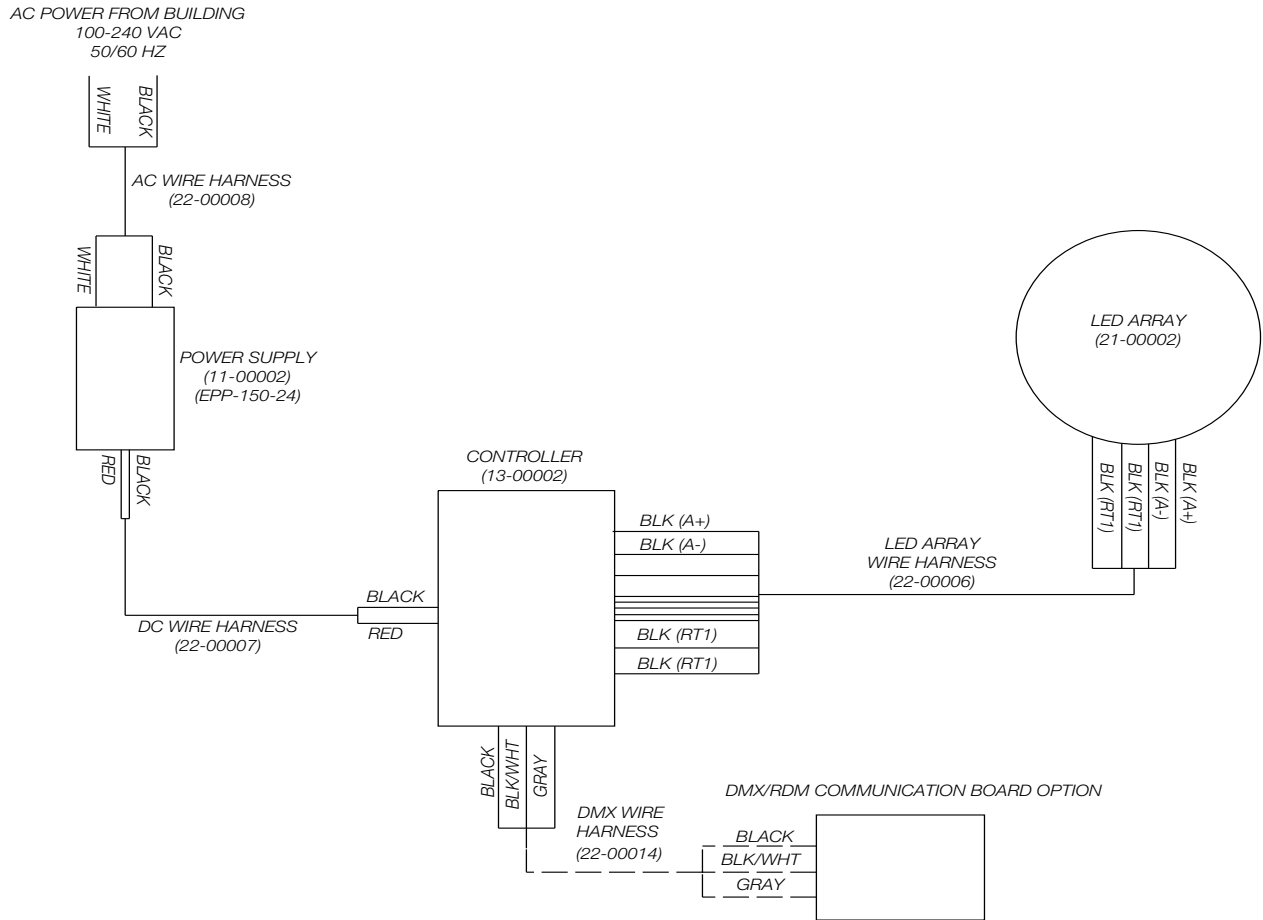 AC POWER FROM BUILDING
100-240 VAC
50/60 HZ
WHITE
BLACK
AC WIRE HARNESS
(22-00008)
WHITE
BLACK
POWER SUPPLY
(11-00002)
(EPP-150-24)
RED
BLACK
DC WIRE HARNESS
(22-00007)
BLACK
RED
CONTROLLER
(13-00002)
BLK (A+)
BLK (A-)
BLK (RT1)
BLK (RT1)
LED ARRAY
WIRE HARNESS
(22-00006)
LED ARRAY
(21-00002)
BLK (RT1)
BLK (RT1)
BLK (A-)
BLK (A+)
BLACK
BLK/WHT
GRAY
DMX WIRE
HARNESS
(22-00014)
DMX/RDM COMMUNICATION BOARD OPTION
BLACK
BLK/WHT
GRAY